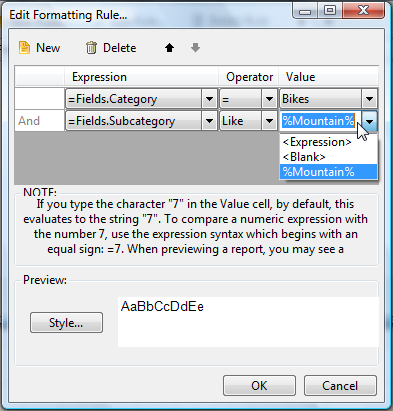 Edit Formatting Rule...
New Delete
Expression Operator Value
=Fields.Category = Bikes
And =Fields.Subcategory Like %Mountain%
<Expression>
<Blank>
%Mountain%
NOTE:
If you type the character "7" in the Value cell, by default, this
evaluates to the string "7". To compare a numeric expression with
the number 7, use the expression syntax which begins with an
equal sign: =7. When previewing a report, you may see a
Preview:
AaBbCcDdEe
Style...
OK Cancel